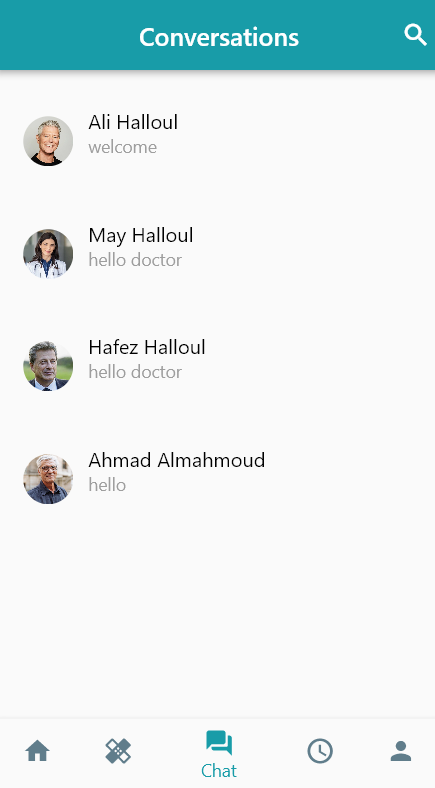 Conversations
Ali Halloul
welcome
May Halloul
hello doctor
Hafez Halloul
hello doctor
Ahmad Almahmoud
hello
Chat